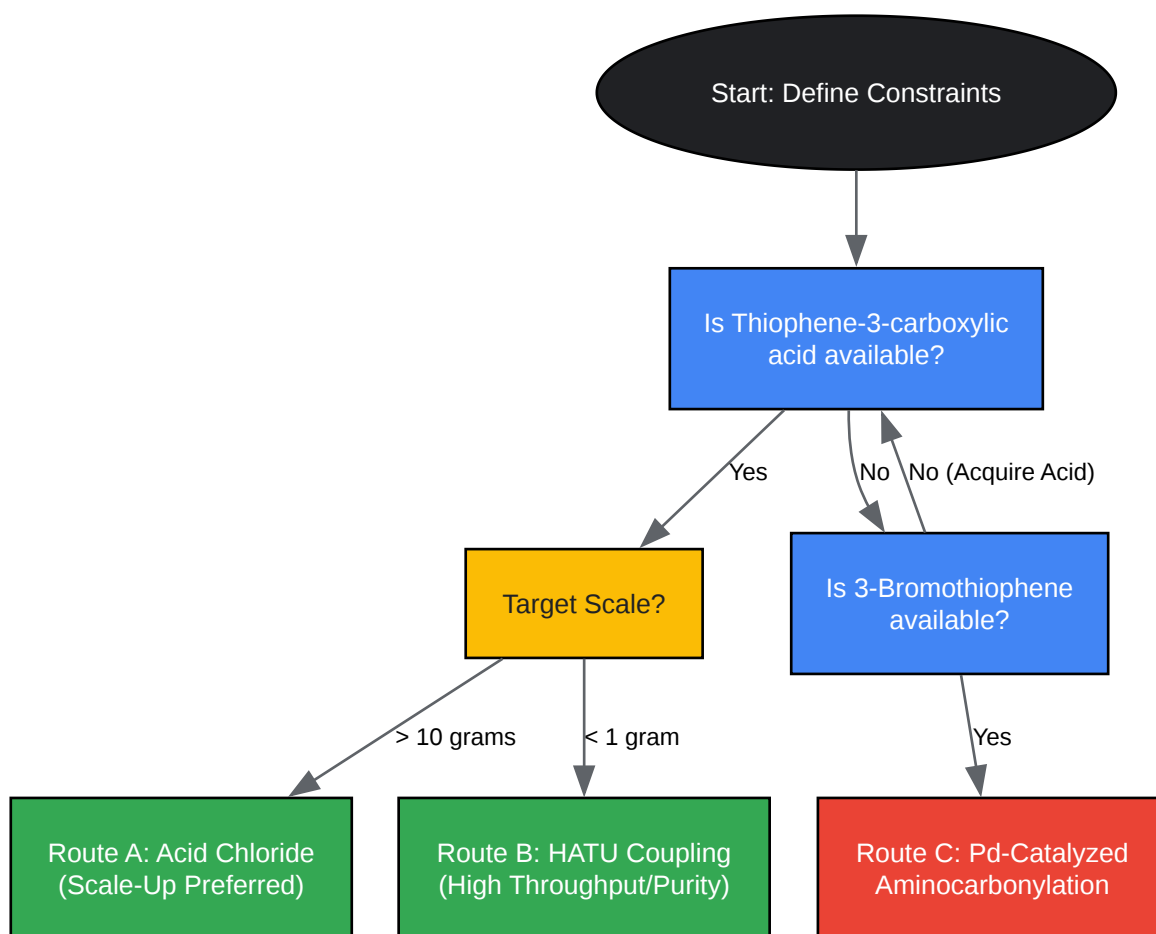 Start: Define Constraints
Is Thiophene-3-carboxylic
acid available?
Yes
No
No (Acquire Acid)
Target Scale?
Is 3-Bromothiophene
available?
> 10 grams
< 1 gram
Yes
Route A: Acid Chloride
(Scale-Up Preferred)
Route B: HATU Coupling
(High Throughput/Purity)
Route C: Pd-Catalyzed
Aminocarbonylation